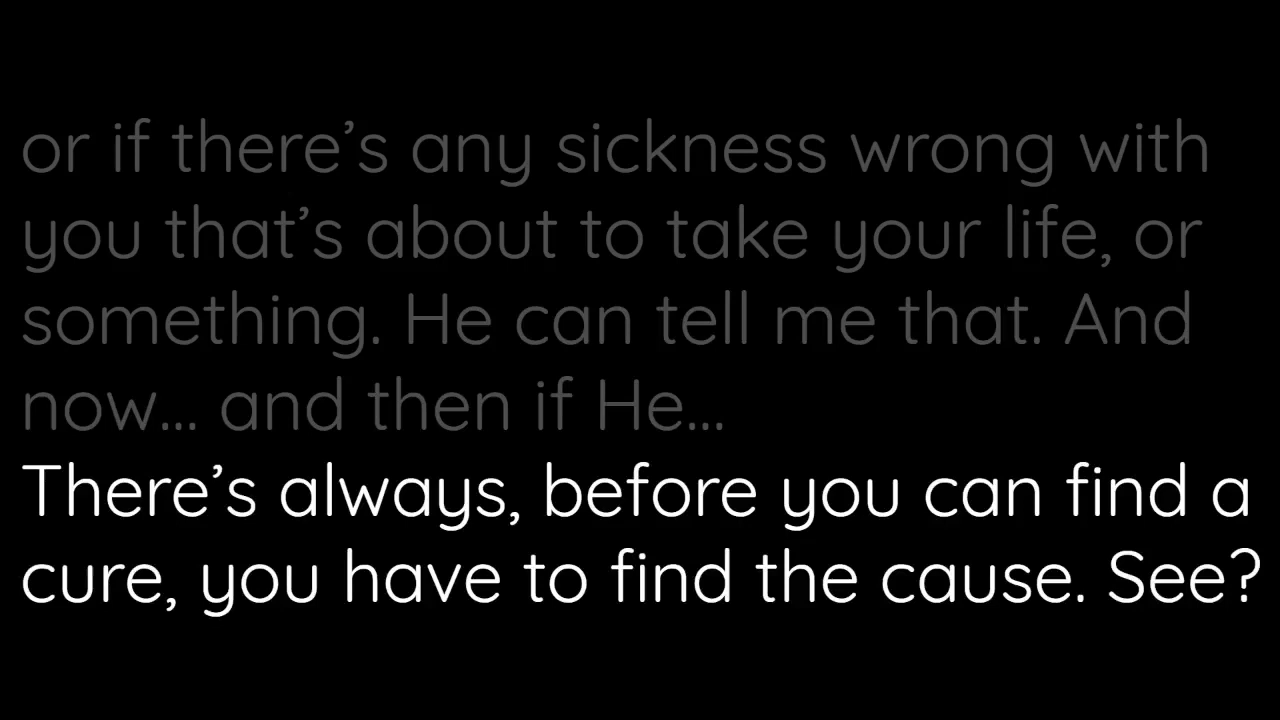 or if there’s any sickness wrong with
you that’s about to take your life, or
something. He can tell me that. And
now... and then if He...
There’s always, before you can find a
cure, you have to find the cause. See?